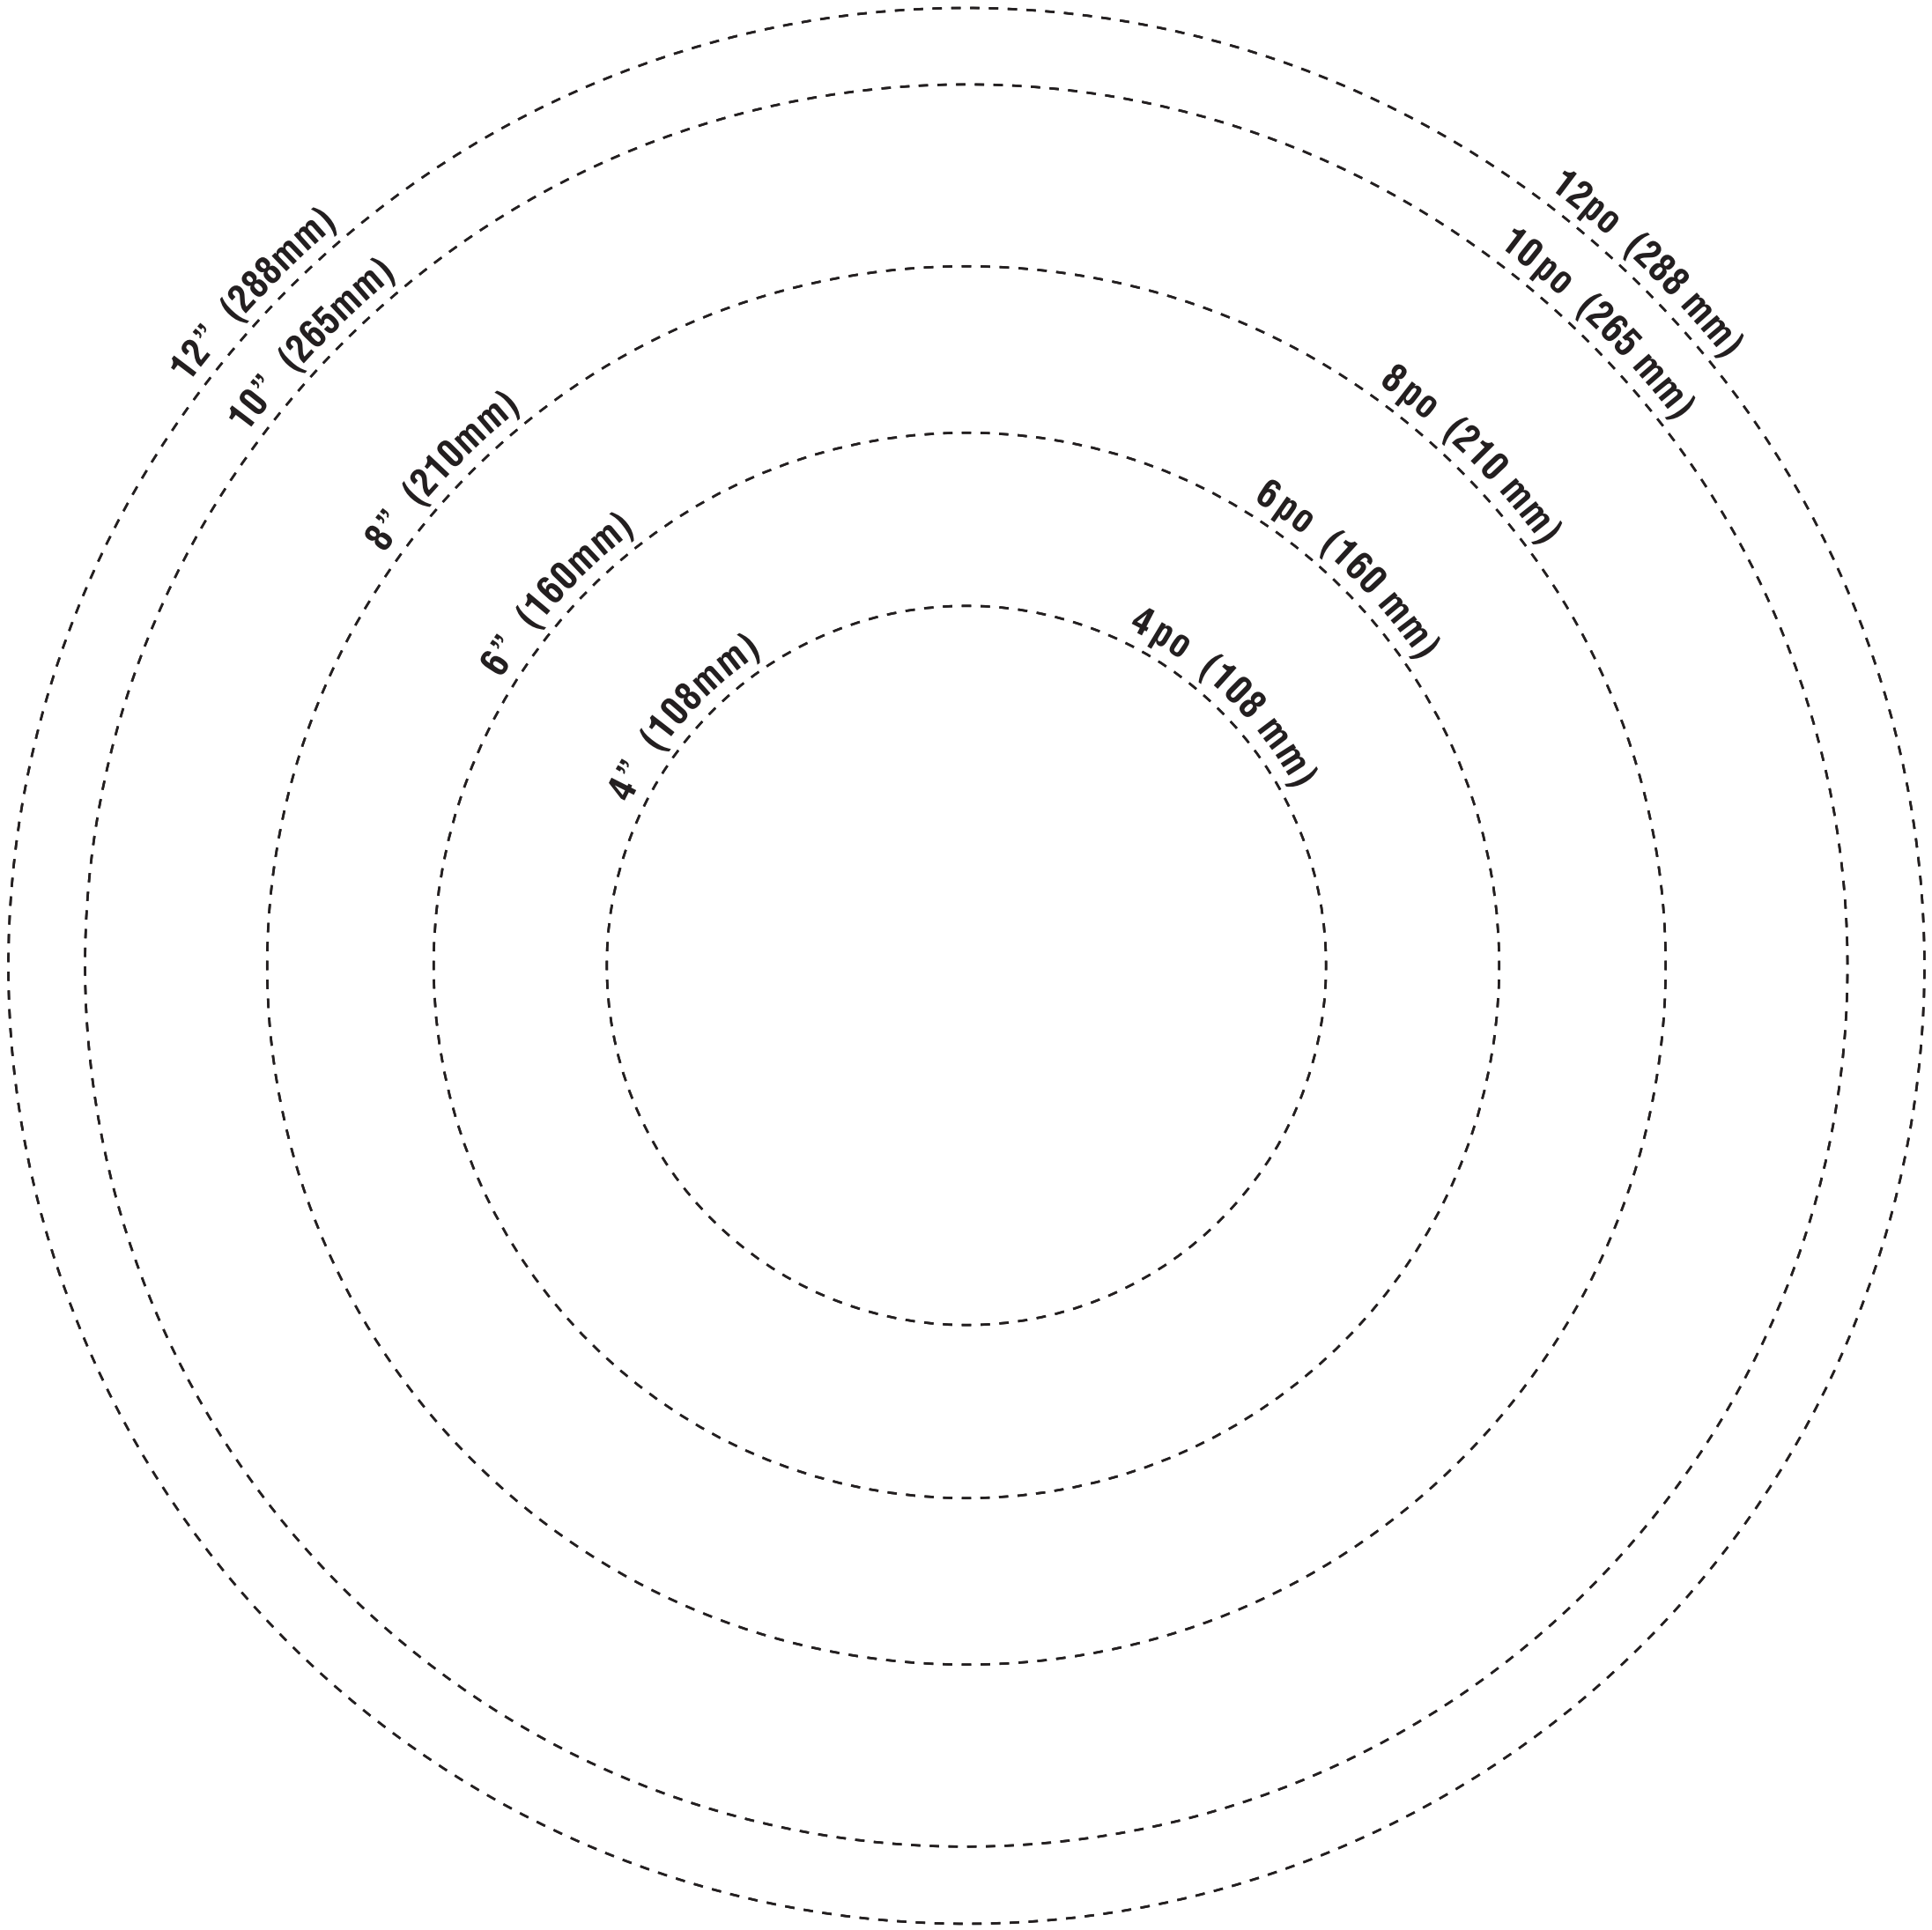 12” (288mm)
12po (288 mm)
10” (265mm)
10po (265 mm)
8” (210mm)
8po (210 mm)
6” (160mm)
6po (160 mm)
4” (108mm)
4po (108 mm)